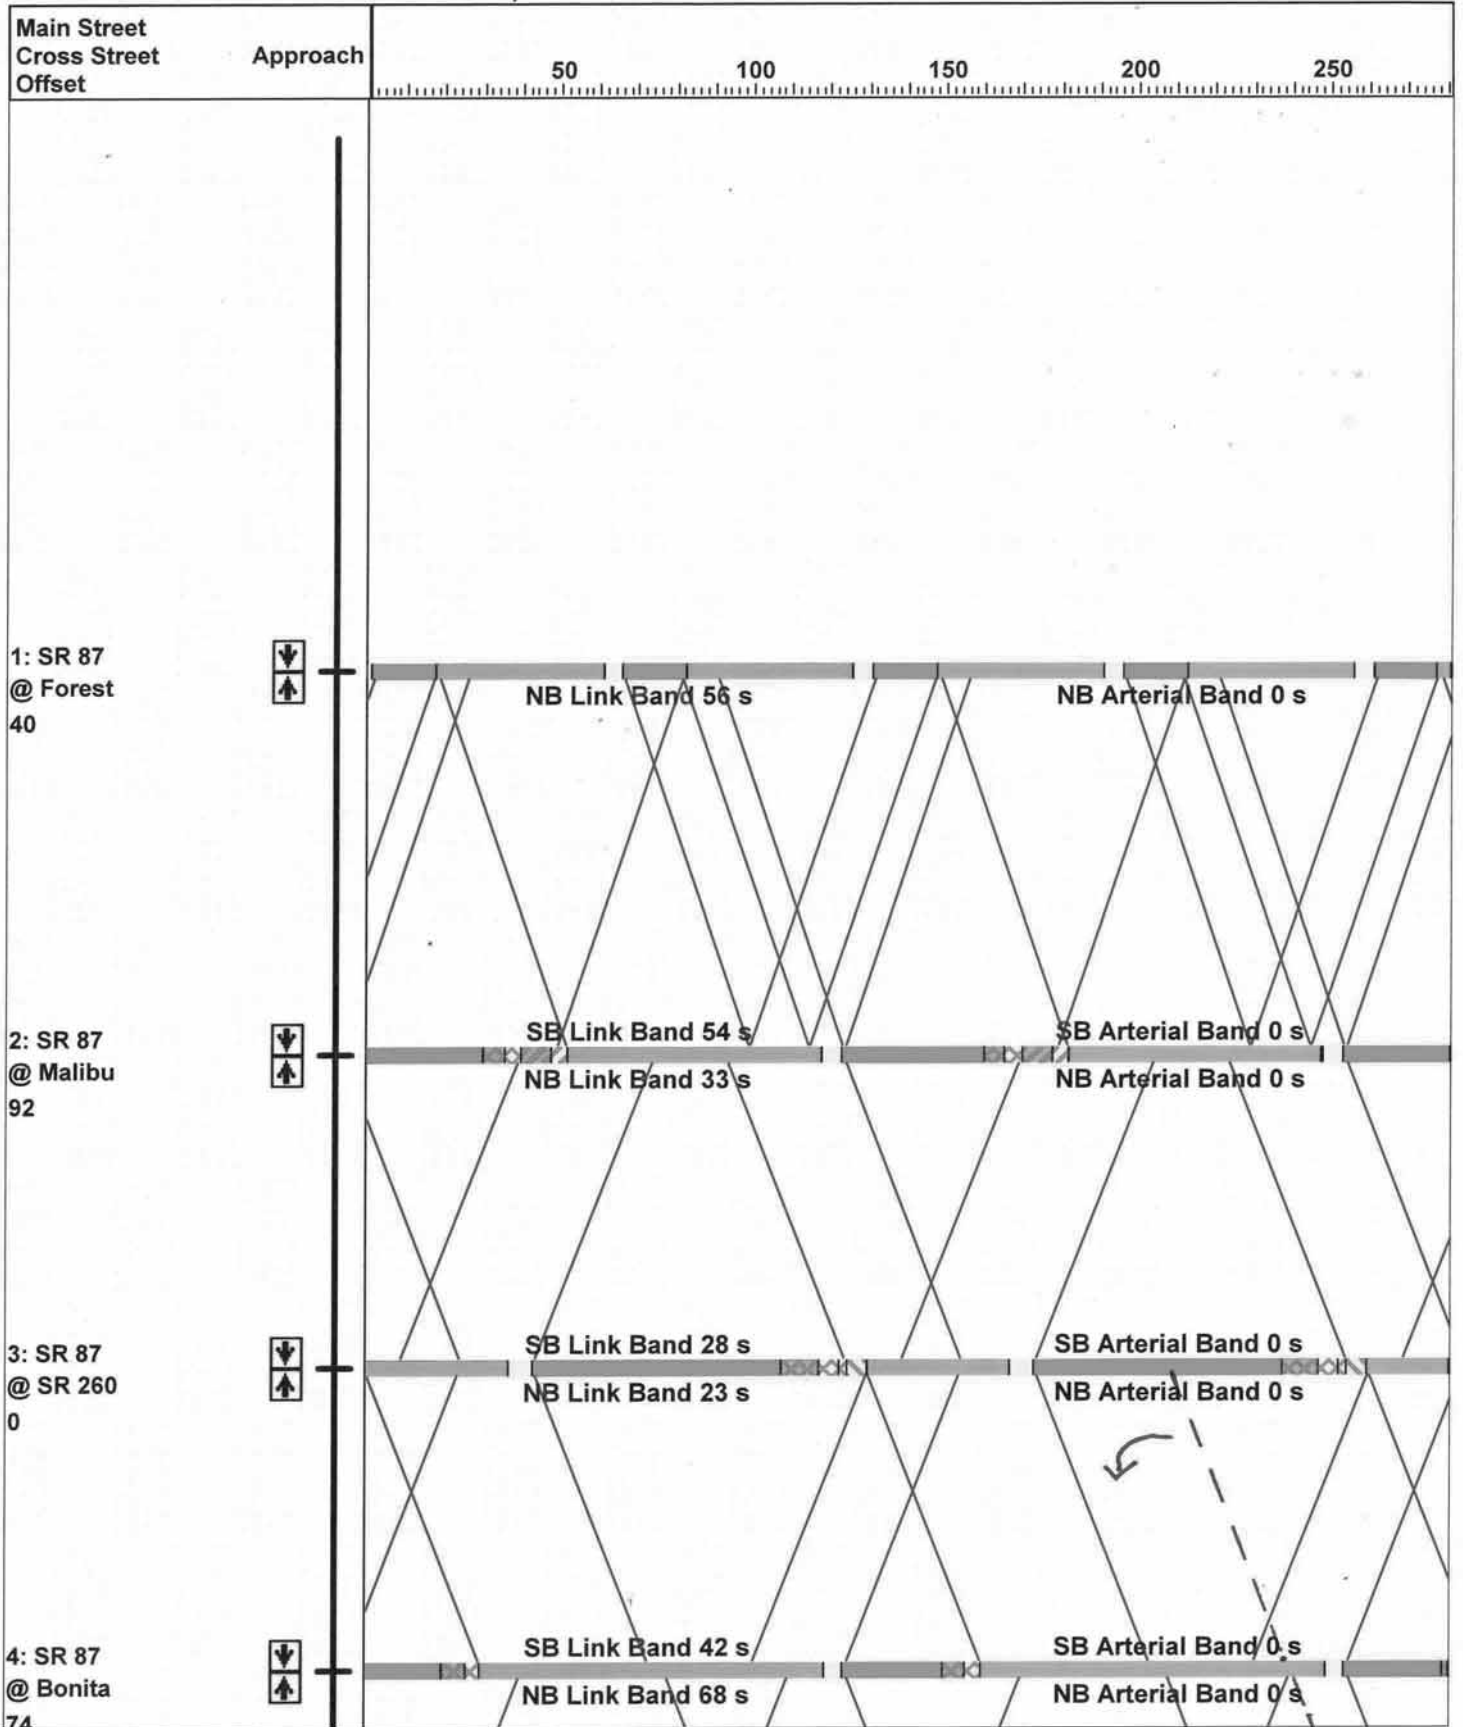 Main Street
Cross Street Approach
Offset
50 100 150 200 250
1: SR 87
@ Forest
40
NB Link Band 56 s NB Arterial Band 0 s
SB Link Band 54 s SB Arterial Band 0 s
2: SR 87
@ Malibu
92
NB Link Band 33 s NB Arterial Band 0 s
SB Link Band 28 s SB Arterial Band 0 s
3: SR 87
@ SR 260
0
NB Link Band 23 s NB Arterial Band 0 s
SB Link Band 42 s SB Arterial Band 0 s
4: SR 87
@ Bonita
74
NB Link Band 68 s NB Arterial Band 0 s